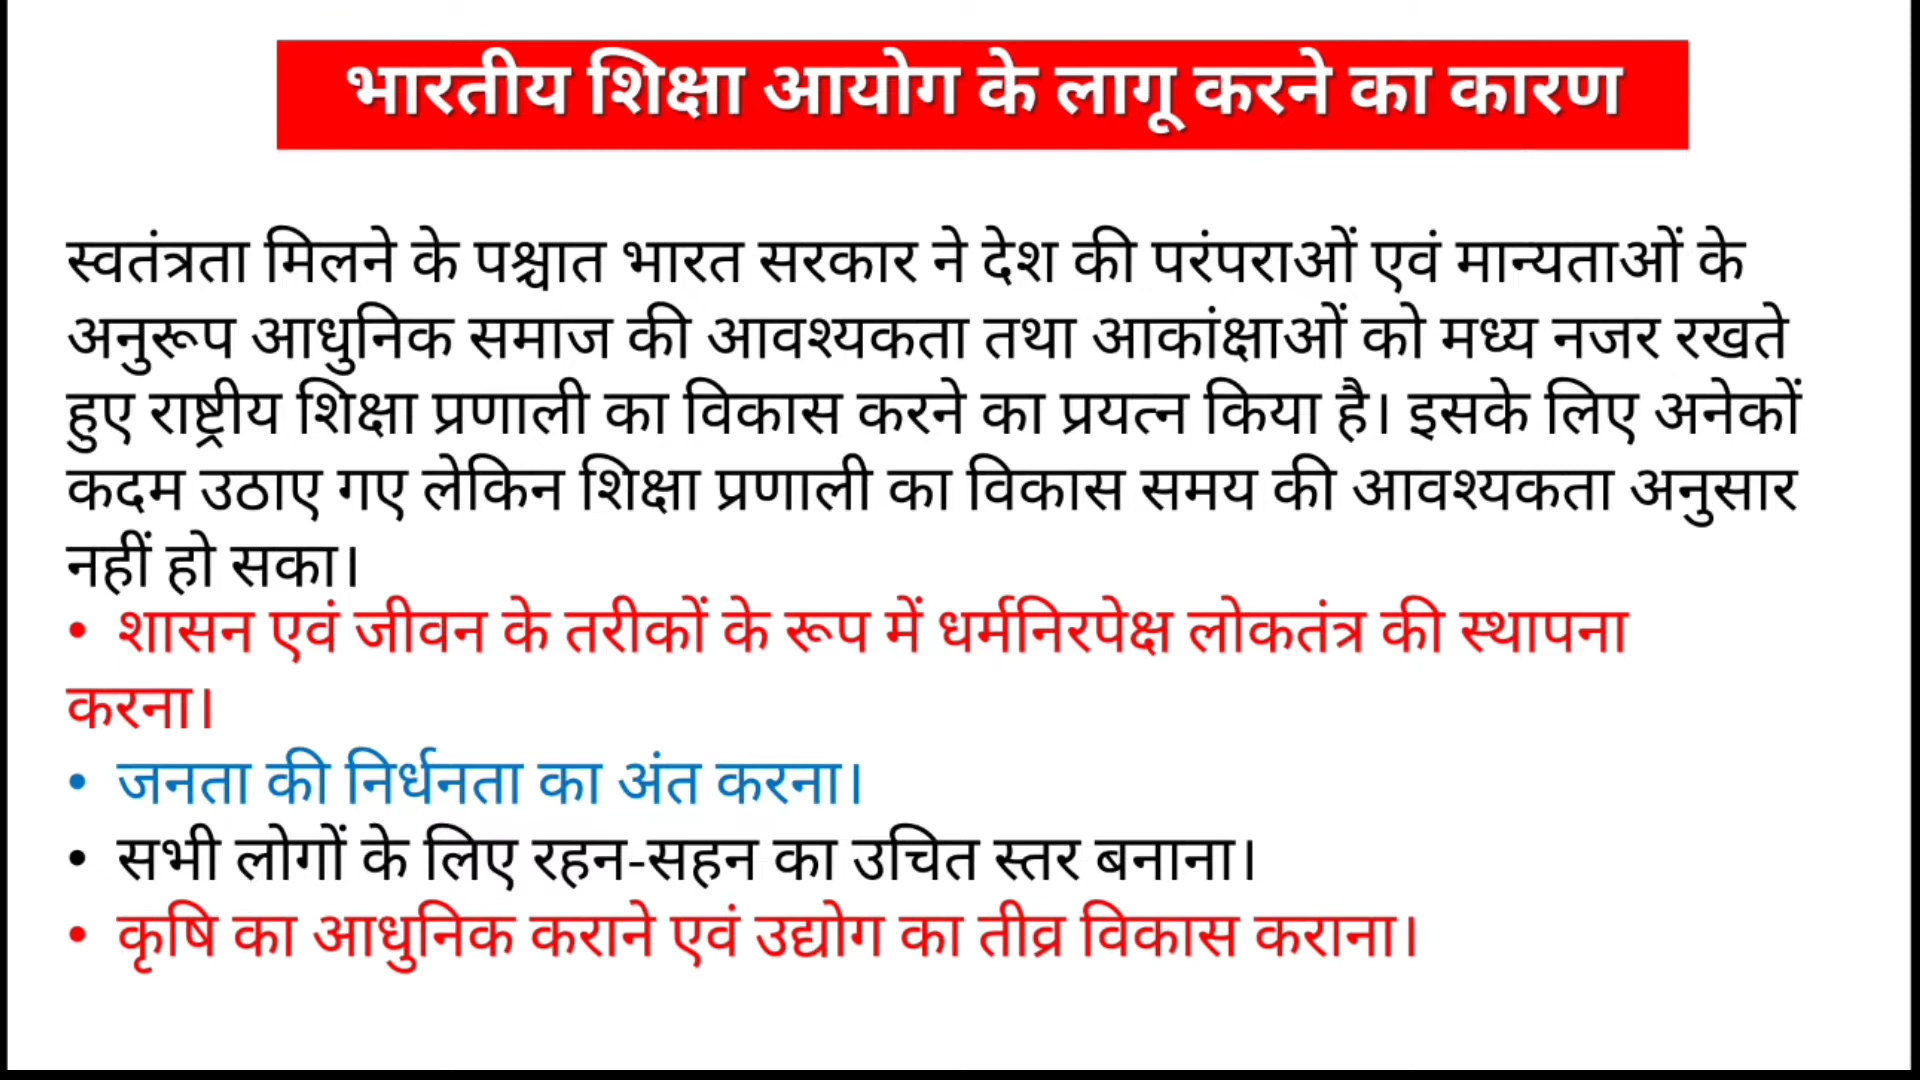 भारतीय शिक्षा आयोग के लागू करने का कारण
स्वतंत्रता मिलने के पश्चात भारत सरकार ने देश की परंपराओं एवं मान्यताओं के
अनुरूप आधुनिक समाज की आवश्यकता तथा आकांक्षाओं को मध्य नजर रखते
हुए राष्ट्रीय शिक्षा प्रणाली का विकास करने का प्रयत्न किया है। इसके लिए अनेकों
कदम उठाए गए लेकिन शिक्षा प्रणाली का विकास समय की आवश्यकता अनुसार
नहीं हो सका।
• शासन एवं जीवन के तरीकों के रूप में धर्मनिरपेक्ष लोकतंत्र की स्थापना
करना।
• जनता की निर्धनता का अंत करना।
• सभी लोगों के लिए रहन-सहन का उचित स्तर बनाना।
• कृषि का आधुनिक कराने एवं उद्योग का तीव्र विकास कराना।